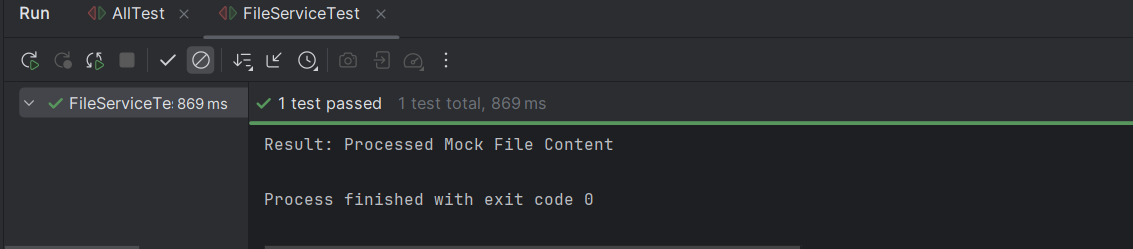 Run AllTest FileServiceTest
FileServiceTe 869 ms
1 test passed 1 test total, 869 ms
Result: Processed Mock File Content
Process finished with exit code 0